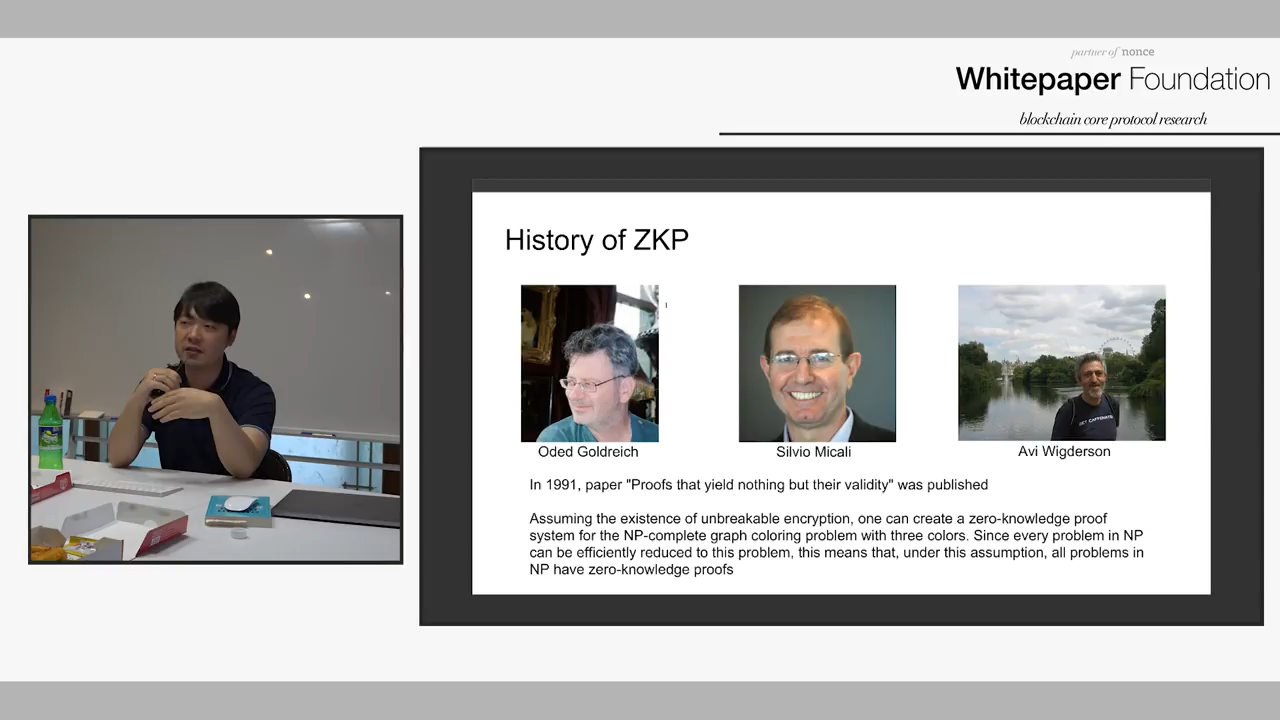 partner of nonce
Whitepaper Foundation
blockchain core protocol research
History of ZKP
Oded Goldreich
Silvio Micali
Avi Wigderson
In 1991, paper "Proofs that yield nothing but their validity" was published
Assuming the existence of unbreakable encryption, one can create a zero-knowledge proof
system for the NP-complete graph coloring problem with three colors. Since every problem in NP
can be efficiently reduced to this problem, this means that, under this assumption, all problems in
NP have zero-knowledge proofs